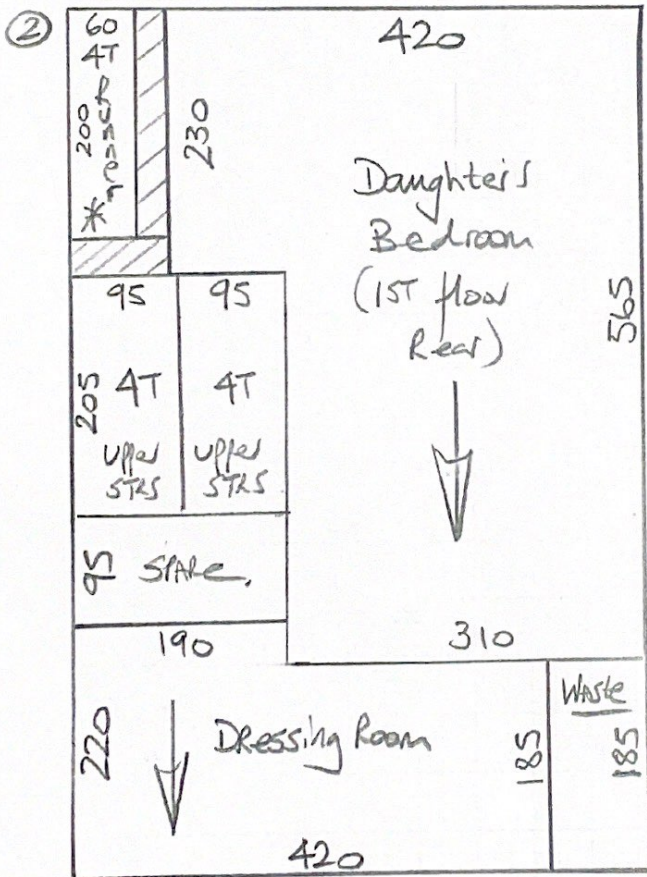 ②
60
4T
200
*
230
420
Daughter's
Bedroom
(1ST floor
Rear)
565
95
95
205
4T
4T
upper
STRS
upper
STRS
95
SPARE.
190
310
220
Dressing Room
185
Waste
185
420